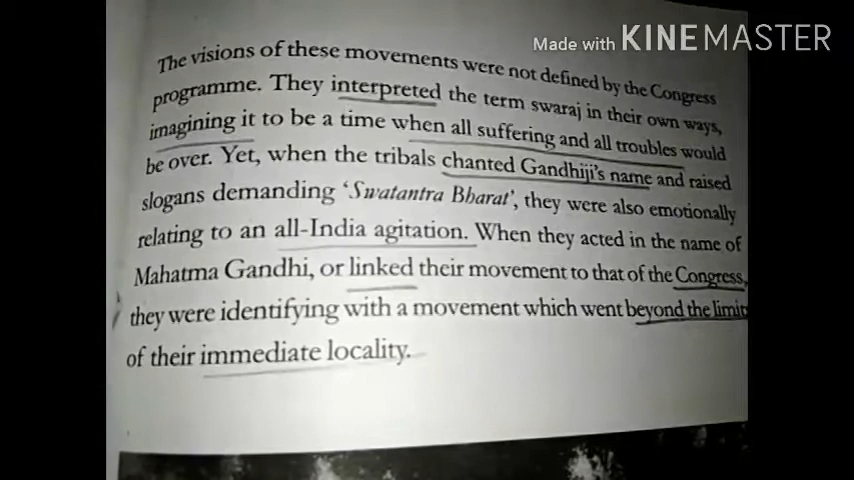 Made with KINEMASTER
The visions of these movements were not defined by the Congress
programme. They interpreted the term swaraj in their own ways,
imagining it to be a time when all suffering and all troubles would
be over. Yet, when the tribals chanted Gandhiji's name and raised
slogans demanding 'Swatantra Bharat', they were also emotionally
relating to an all-India agitation. When they acted in the name of
Mahatma Gandhi, or linked their movement to that of the Congress,
they were identifying with a movement which went beyond the limit
of their immediate locality.